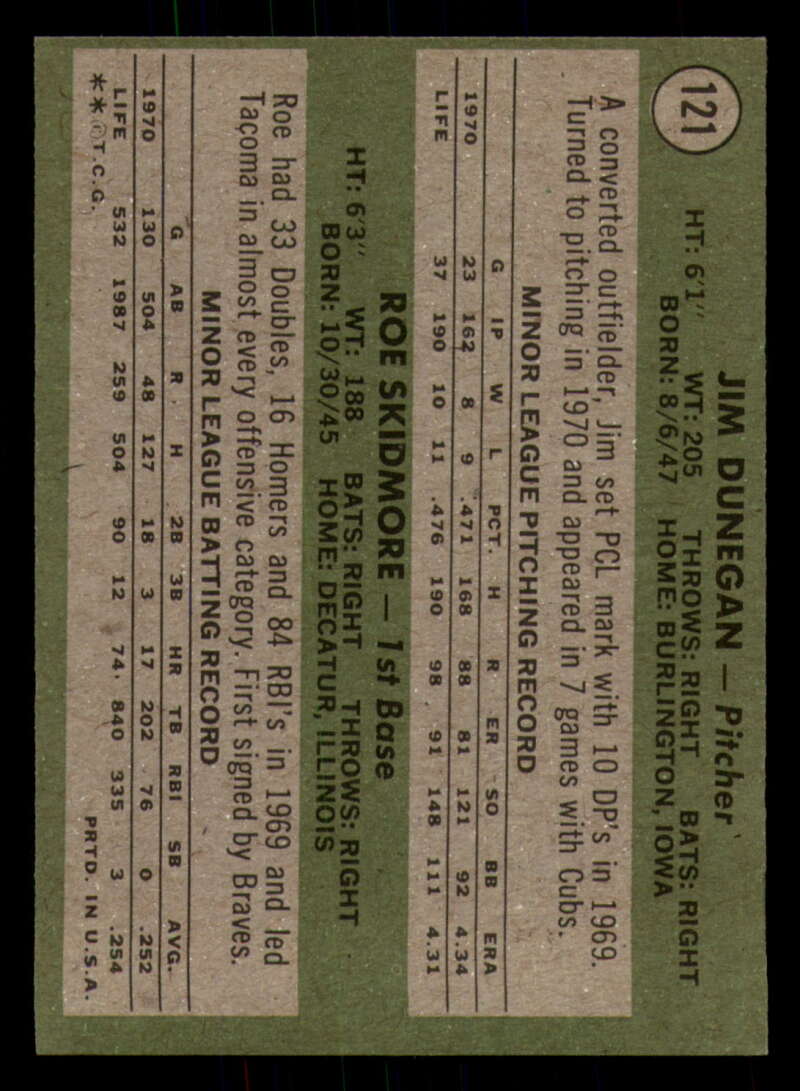 121
JIM DUNEGAN — Pitcher
HT: 6'1" WT: 205 THROWS: RIGHT BATS: RIGHT
BORN: 8/6/47 HOME: BURLINGTON, IOWA
A converted outfielder, Jim set PCL mark with 10 DP's in 1969.
Turned to pitching in 1970 and appeared in 7 games with Cubs.
MINOR LEAGUE PITCHING RECORD
G IP W L PCT. H R ER SO BB ERA
1970 23 162 8 9 .471 168 88 81 121 92 4.34
LIFE 37 190 10 11 .476 190 98 91 148 111 4.31
ROE SKIDMORE — 1st Base
HT: 6'3" WT: 188 BATS: RIGHT THROWS: RIGHT
BORN: 10/30/45 HOME: DECATUR, ILLINOIS
Roe had 33 Doubles, 16 Homers and 84 RBI's in 1969 and led
Tacoma in almost every offensive category. First signed by Braves.
MINOR LEAGUE BATTING RECORD
G AB R H 2B 3B HR TB RBI SB AVG.
1970 130 504 48 127 18 3 17 202 76 0 .252
LIFE 532 1987 259 504 90 12 74 840 335 3 .254
**©T.C.G. PRTD. IN U.S.A.